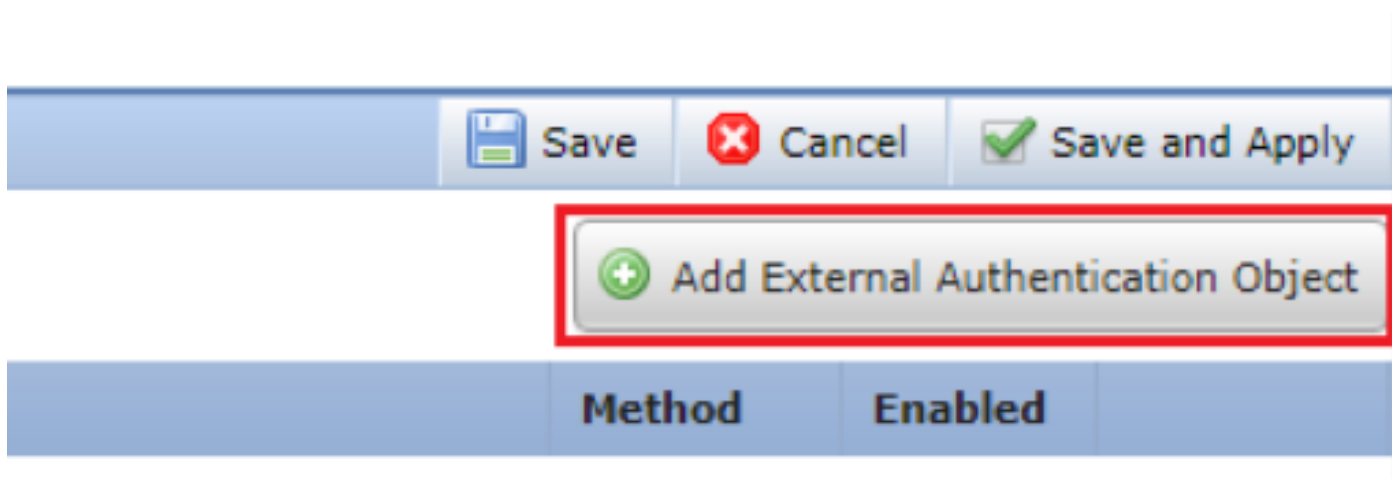 Save Cancel Save and Apply
Add External Authentication Object
Method Enabled